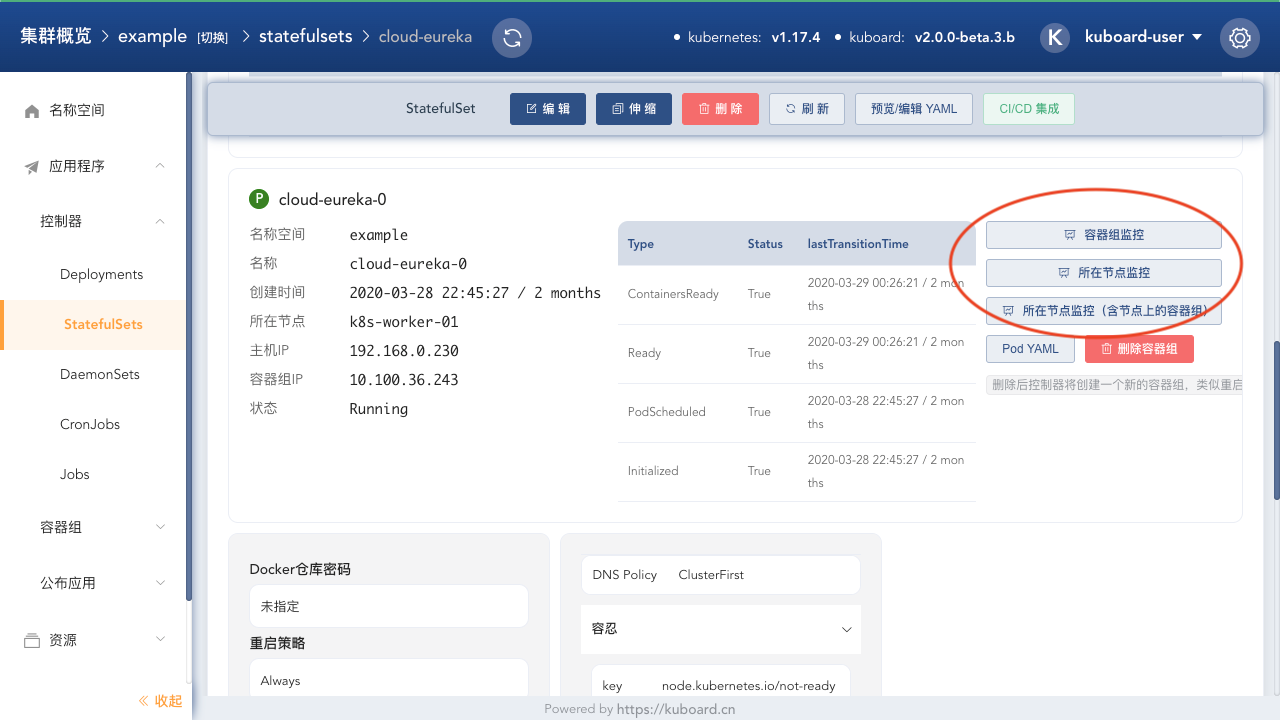 集群概览 > example [切换] > statefulsets > cloud-eureka
kubernetes: v1.17.4 kuboard: v2.0.0-beta.3.b
K kuboard-user
名称空间
应用程序
控制器
Deployments
StatefulSets
DaemonSets
CronJobs
Jobs
容器组
公布应用
资源
收起
StatefulSet 编 辑 伸 缩 删 除 刷 新 预览/编辑 YAML CI/CD 集成
P cloud-eureka-0
名称空间 example
名称 cloud-eureka-0
创建时间 2020-03-28 22:45:27 / 2 months
所在节点 k8s-worker-01
主机IP 192.168.0.230
容器组IP 10.100.36.243
状态 Running
Type Status lastTransitionTime
ContainersReady True 2020-03-29 00:26:21 / 2 mon
ths
Ready True 2020-03-29 00:26:21 / 2 mon
ths
PodScheduled True 2020-03-28 22:45:27 / 2 mon
ths
Initialized True 2020-03-28 22:45:27 / 2 mon
ths
容器组监控
所在节点监控
所在节点监控（含节点上的容器组）
Pod YAML 删除容器组
删除后控制器将创建一个新的容器组，类似重启
Docker仓库密码
未指定
重启策略
Always
DNS Policy ClusterFirst
容忍
key node.kubernetes.io/not-ready
Powered by https://kuboard.cn